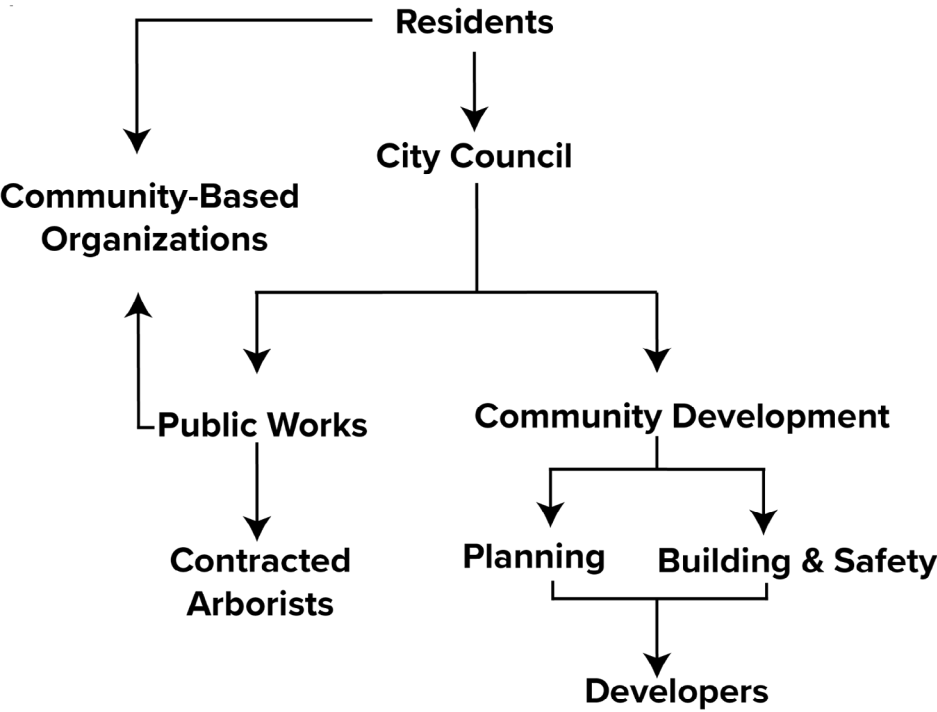 Residents
City Council
Community-Based
Organizations
Public Works
Community Development
Contracted
Arborists
Planning
Building & Safety
Developers